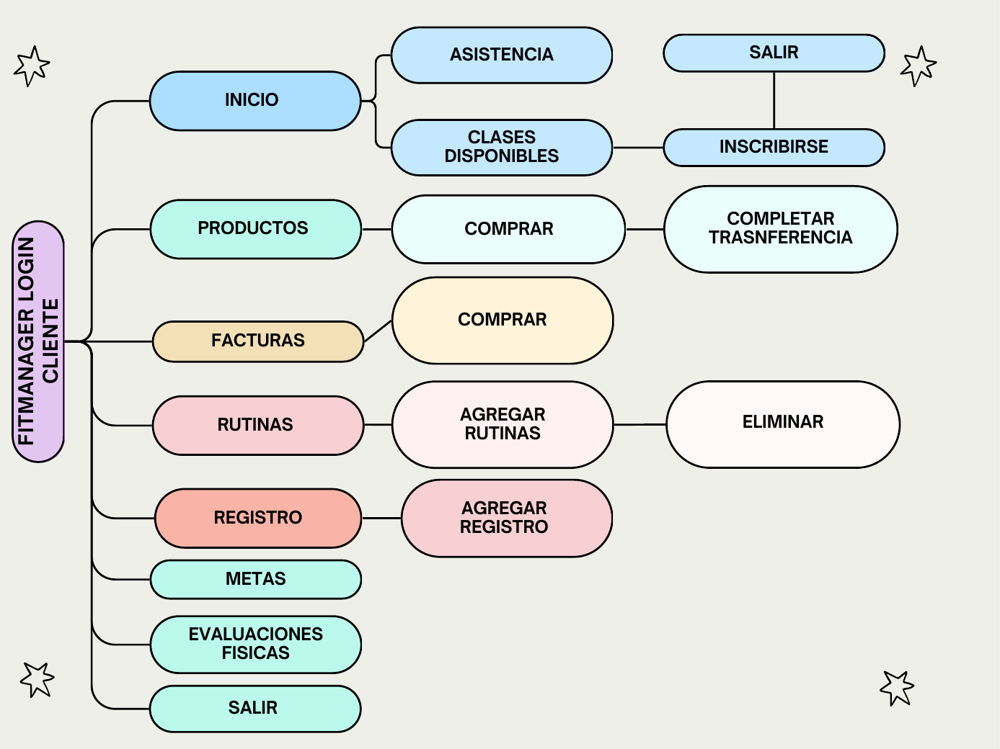 FITMANAGER LOGIN
CLIENTE
INICIO
ASISTENCIA
CLASES
DISPONIBLES
SALIR
INSCRIBIRSE
PRODUCTOS
COMPRAR
COMPLETAR
TRASNFERENCIA
FACTURAS
COMPRAR
RUTINAS
AGREGAR
RUTINAS
ELIMINAR
REGISTRO
AGREGAR
REGISTRO
METAS
EVALUACIONES
FISICAS
SALIR